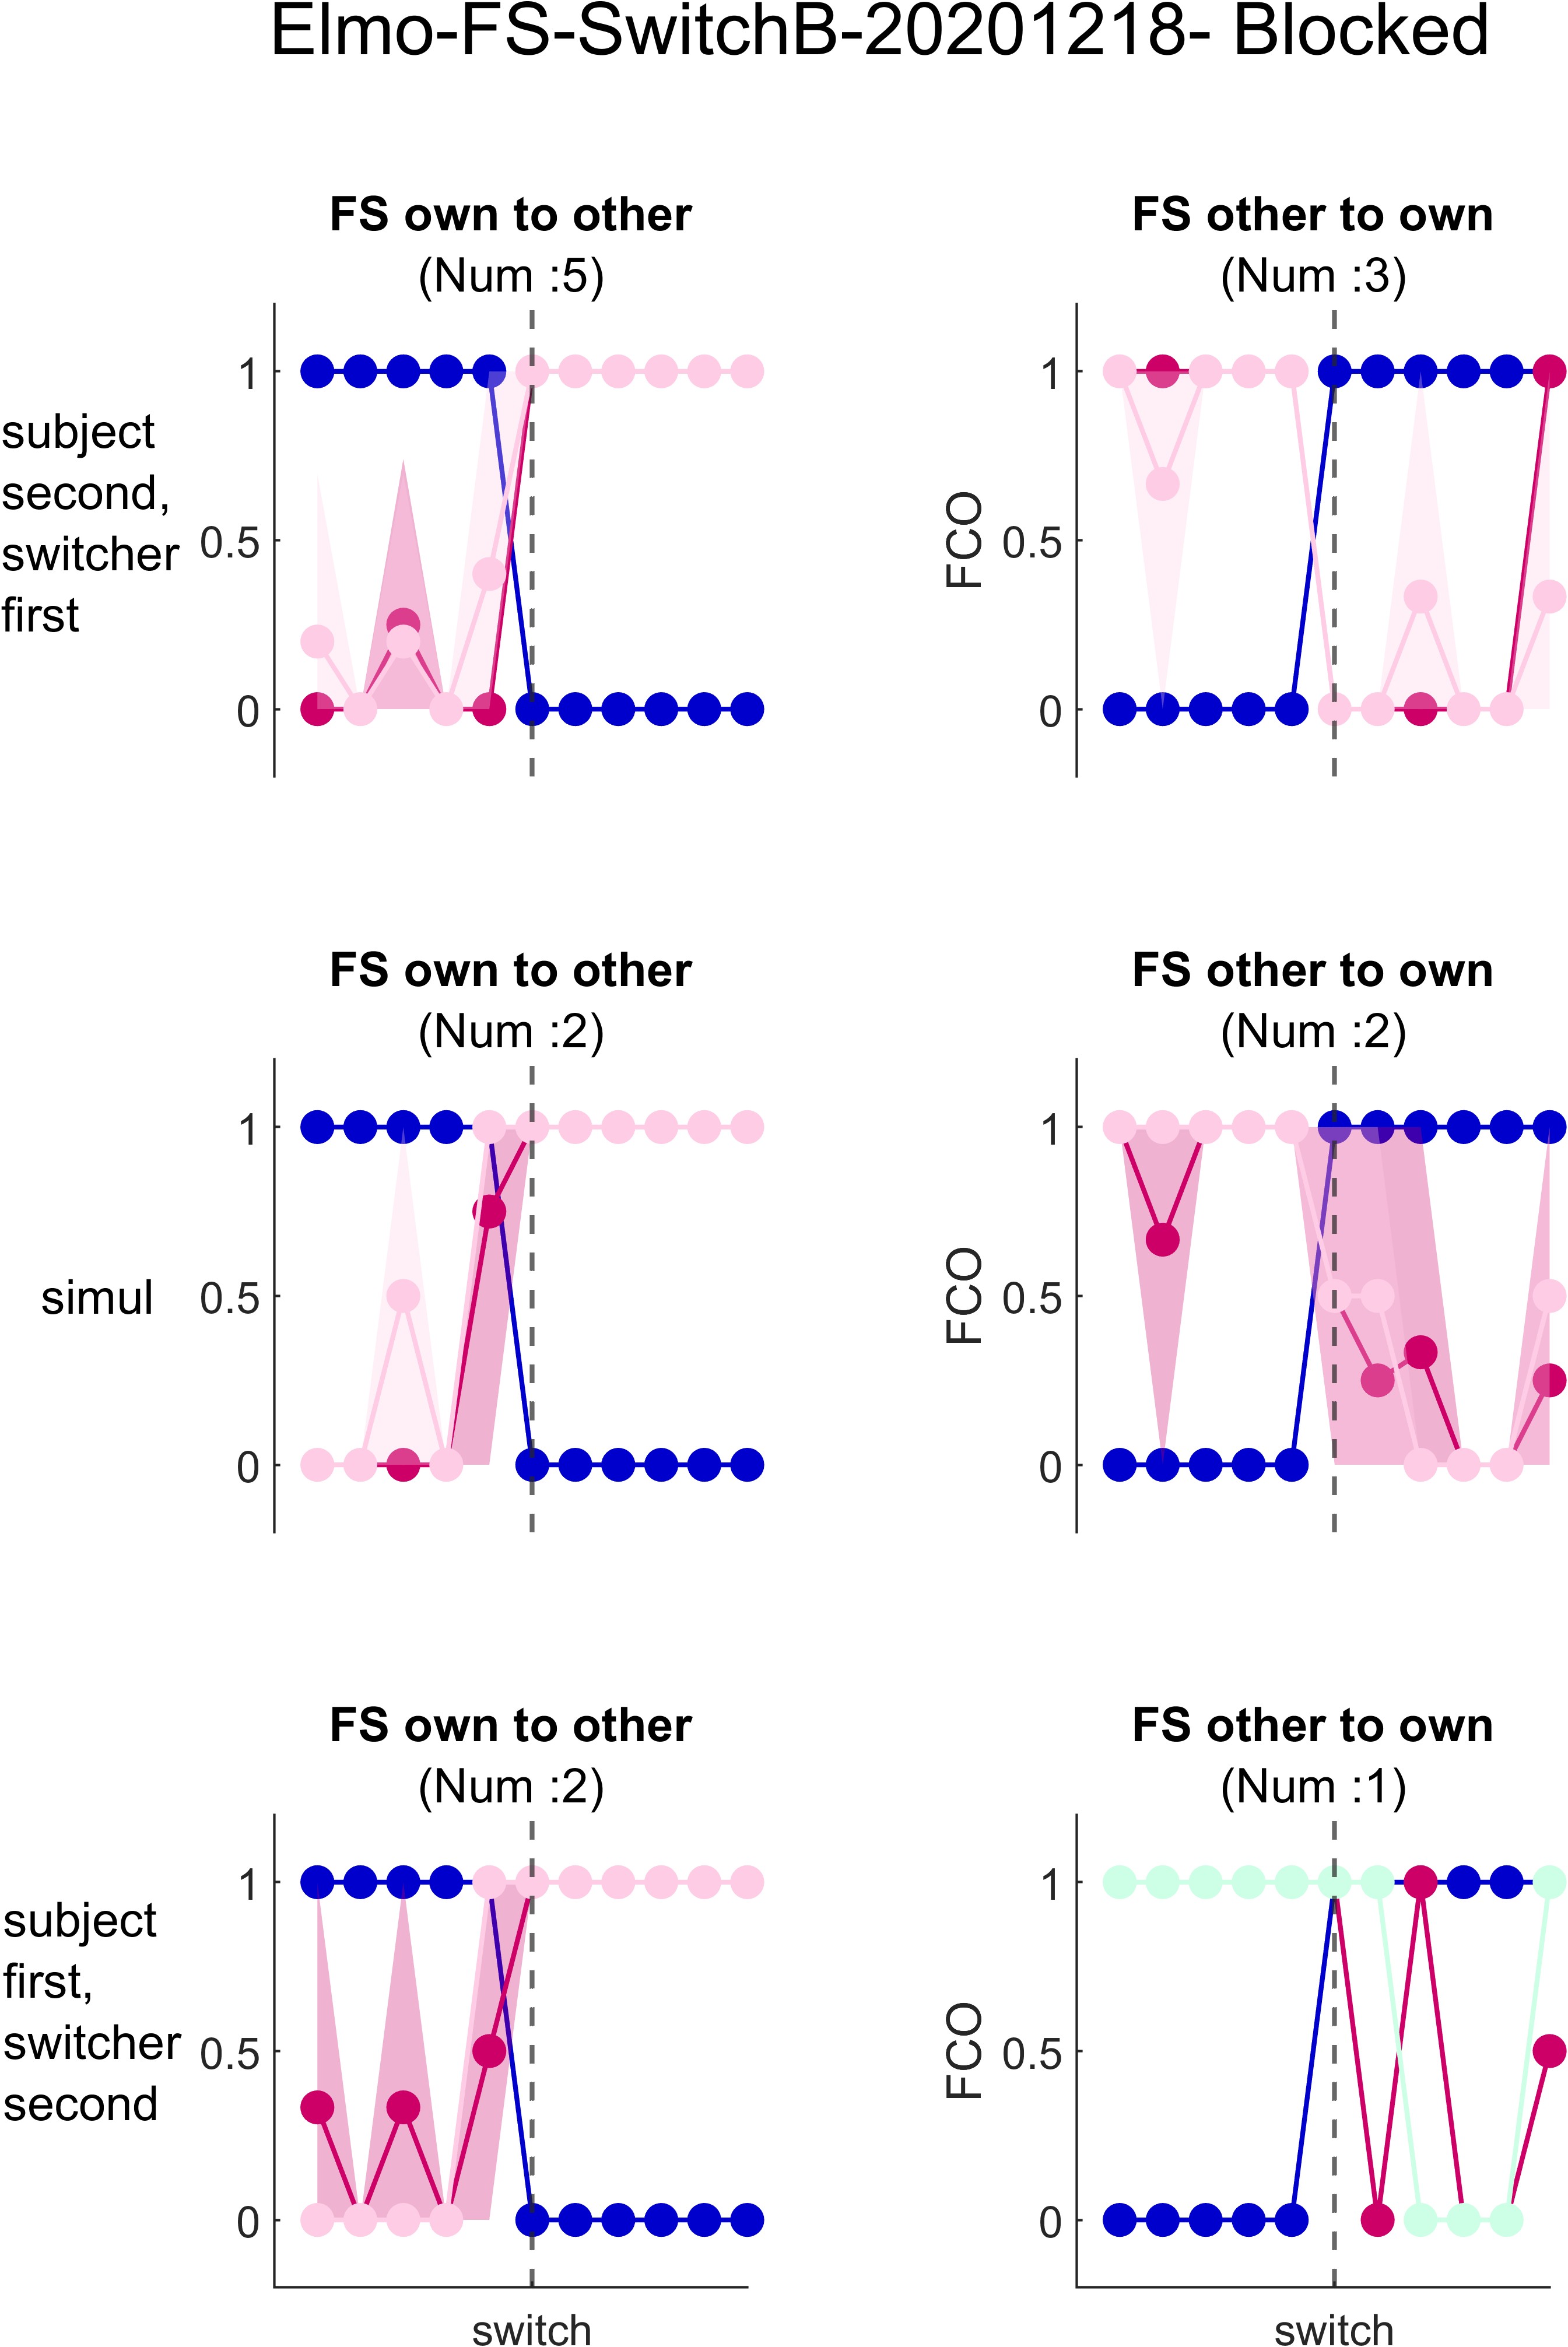 Elmo-FS-SwitchB-20201218- Blocked
FS own to other
(Num :5)
FS other to own
(Num :3)
subject
second,
switcher
first
1
0.5
0
FCO
1
0.5
0
FS own to other
(Num :2)
FS other to own
(Num :2)
simul
1
0.5
0
FCO
1
0.5
0
FS own to other
(Num :2)
FS other to own
(Num :1)
subject
first,
switcher
second
1
0.5
0
FCO
1
0.5
0
switch
switch